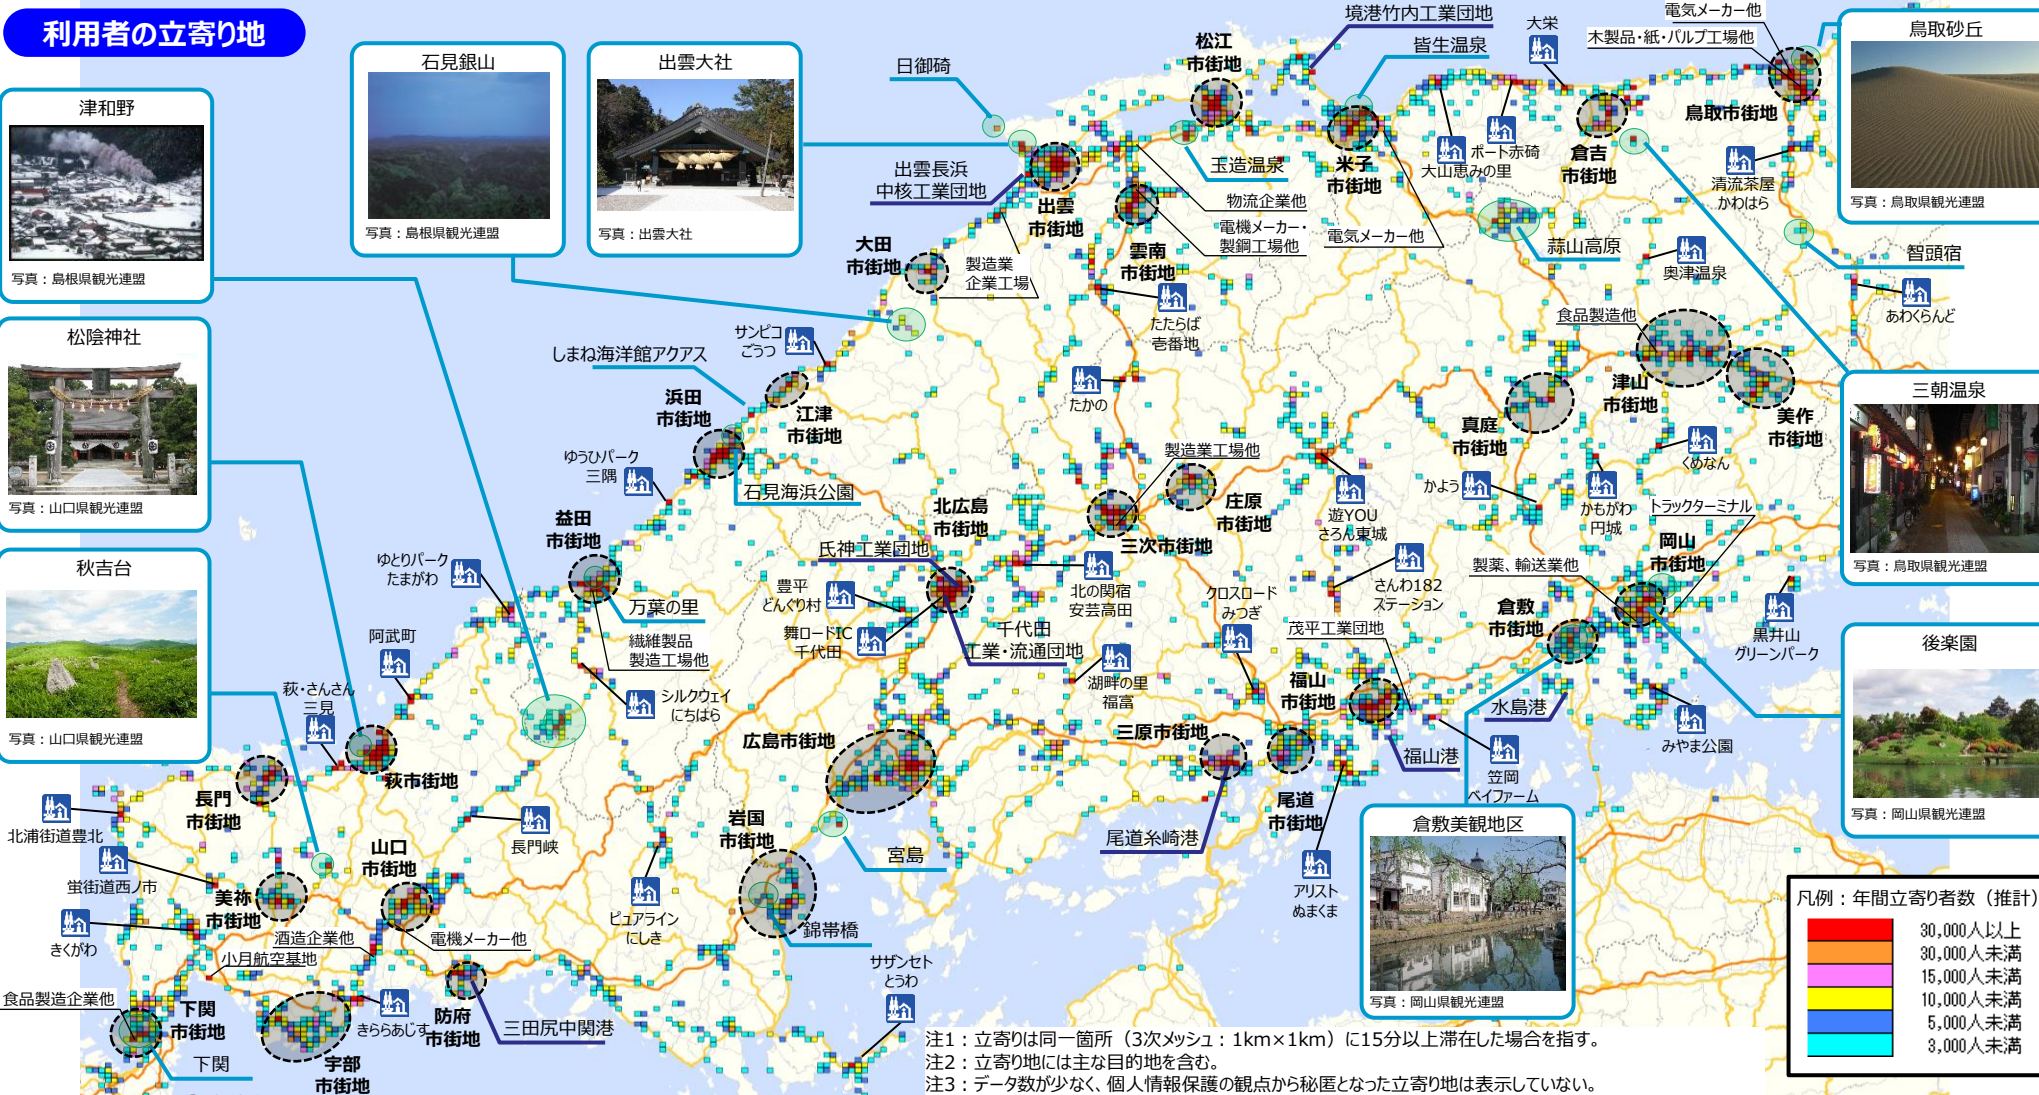 利用者の立寄り地
津和野
写真：島根県観光連盟
石見銀山
写真：島根県観光連盟
出雲大社
写真：出雲大社
松陰神社
写真：山口県観光連盟
秋吉台
写真：山口県観光連盟
鳥取砂丘
写真：鳥取県観光連盟
三朝温泉
写真：鳥取県観光連盟
後楽園
写真：岡山県観光連盟
倉敷美観地区
写真：岡山県観光連盟
日御碕
松江
市街地
境港竹内工業団地
皆生温泉
大栄
電気メーカー他
木製品・紙・パルプ工場他
鳥取市街地
出雲長浜
中核工業団地
出雲
市街地
玉造温泉
物流企業他
電機メーカー・
製鋼工場他
雲南
市街地
米子
市街地
電気メーカー他
大山恵みの里
ポート赤碕
倉吉
市街地
清流茶屋
かわはら
蒜山高原
奥津温泉
智頭宿
あわくらんど
大田
市街地
製造業
企業工場
たたらば
壱番地
たかの
食品製造他
津山
市街地
美作
市街地
真庭
市街地
サンピコ
ごうつ
しまね海洋館アクアス
浜田
市街地
江津
市街地
ゆうひパーク
三隅
石見海浜公園
益田
市街地
北広島
市街地
氏神工業団地
製造業工場他
庄原
市街地
三次市街地
遊YOU
さろん東城
かよう
かもがわ
円城
くめなん
トラックターミナル
岡山
市街地
製薬、輸送業他
倉敷
市街地
さんわ182
ステーション
クロスロード
みつぎ
北の関宿
安芸高田
ゆとりパーク
たまがわ
万葉の里
繊維製品
製造工場他
豊平
どんぐり村
舞ロードIC
千代田
千代田
工業・流通団地
湖畔の里
福富
茂平工業団地
福山
市街地
水島港
黒井山
グリーンパーク
みやま公園
阿武町
萩・さんさん
三見
シルクウェイ
にちはら
広島市街地
三原市街地
福山港
笠岡
ベイファーム
尾道
市街地
尾道糸崎港
アリスト
ぬまくま
萩市街地
長門
市街地
北浦街道豊北
蛍街道西ノ市
きくがわ
美祢
市街地
山口
市街地
長門峡
岩国
市街地
宮島
錦帯橋
ピュアライン
にしき
酒造企業他
小月航空基地
電機メーカー他
食品製造企業他
下関
市街地
下関
宇部
市街地
きららあじす
防府
市街地
三田尻中関港
サザンセト
とうわ
凡例：年間立寄り者数（推計）
30,000人以上
30,000人未満
15,000人未満
10,000人未満
5,000人未満
3,000人未満
注1：立寄りは同一箇所（3次メッシュ：1km×1km）に15分以上滞在した場合を指す。
注2：立寄り地には主な目的地を含む。
注3：データ数が少なく、個人情報保護の観点から秘匿となった立寄り地は表示していない。